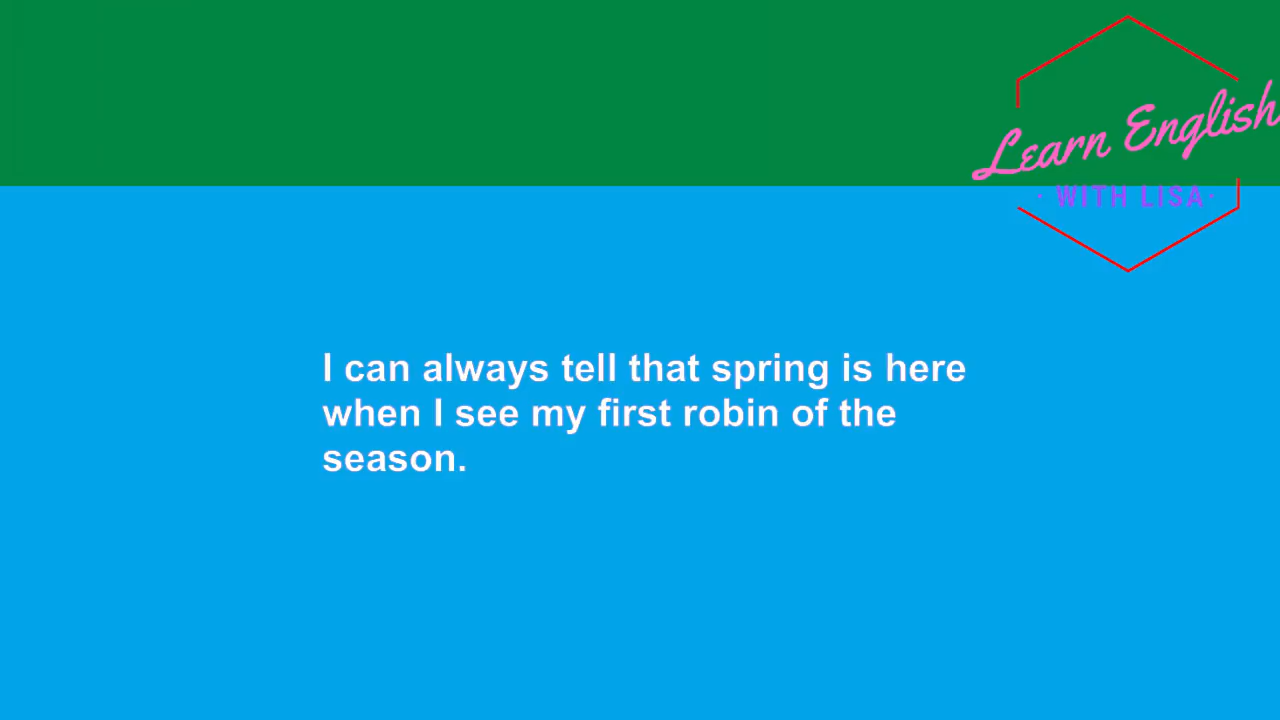 Learn English
· WITH LISA ·
I can always tell that spring is here
when I see my first robin of the
season.